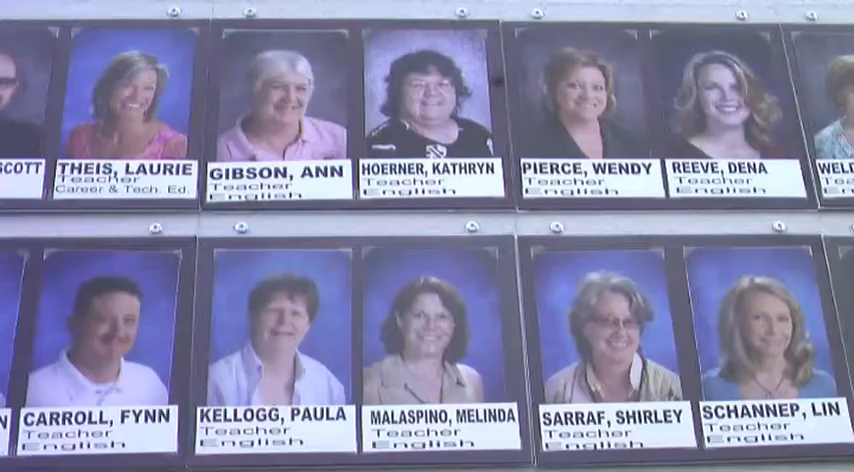 SCOTT
THEIS, LAURIE
Teacher
Career & Tech. Ed.
GIBSON, ANN
Teacher
English
HOERNER, KATHRYN
Teacher
English
PIERCE, WENDY
Teacher
English
REEVE, DENA
Teacher
English
WELD
N
CARROLL, FYNN
Teacher
English
KELLOGG, PAULA
Teacher
English
MALASPINO, MELINDA
Teacher
English
SARRAF, SHIRLEY
Teacher
English
SCHANNEP, LIN
Teacher
English